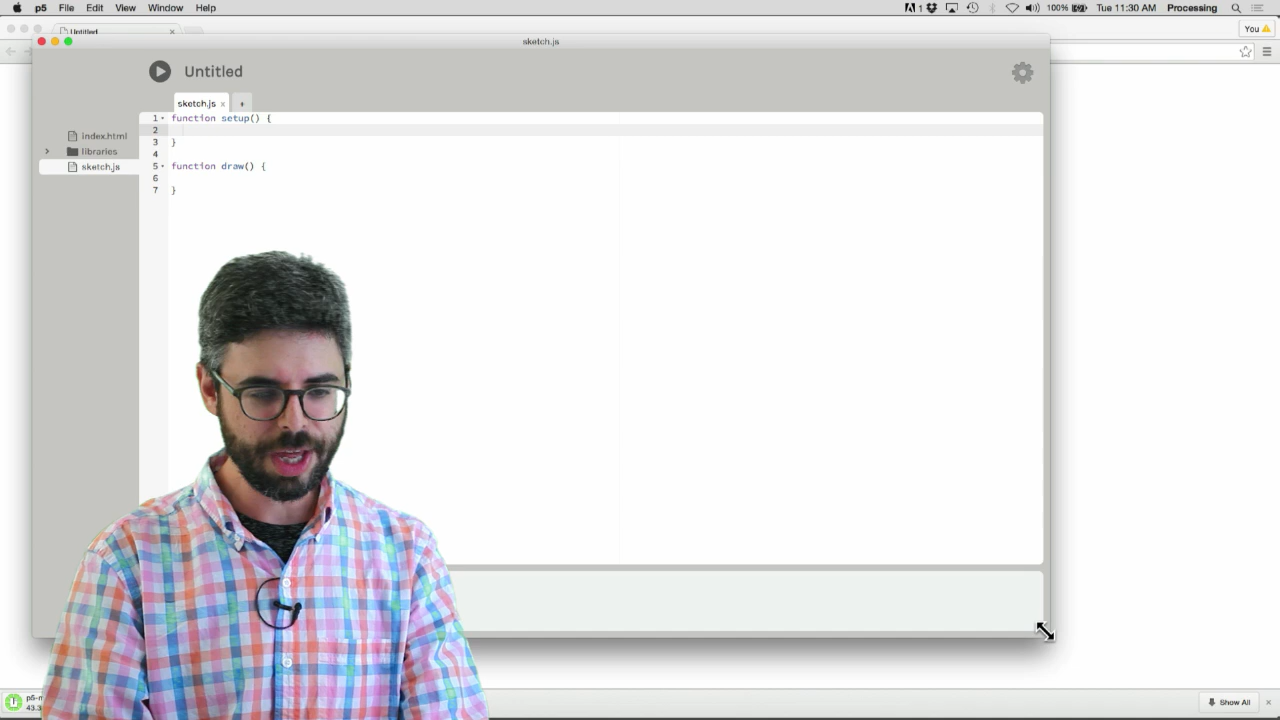 p5 File Edit View Window Help 1 100% Tue 11:30 AM Processing
Untitled
You
sketch.js
Untitled
sketch.js x +
index.html
libraries
sketch.js
1 function setup() {
2
3 }
4
5 function draw() {
6
7 }
Show All